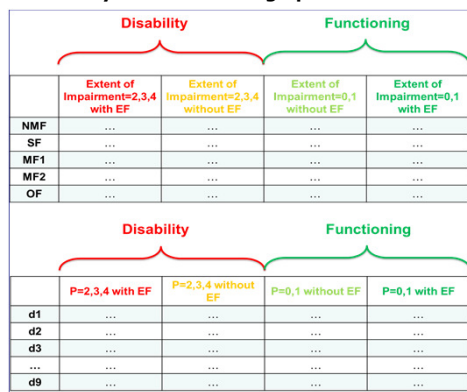 Disability Functioning
Extent of Impairment=2,3,4 with EF Extent of Impairment=2,3,4 without EF Extent of Impairment=0,1 without EF Extent of Impairment=0,1 with EF
NMF ... ... ... ...
SF ... ... ... ...
MF1 ... ... ... ...
MF2 ... ... ... ...
OF ... ... ... ...
Disability Functioning
P=2,3,4 with EF P=2,3,4 without EF P=0,1 without EF P=0,1 with EF
d1 ... ... ... ...
d2 ... ... ... ...
d3 ... ... ... ...
... ... ... ... ...
d9 ... ... ... ...